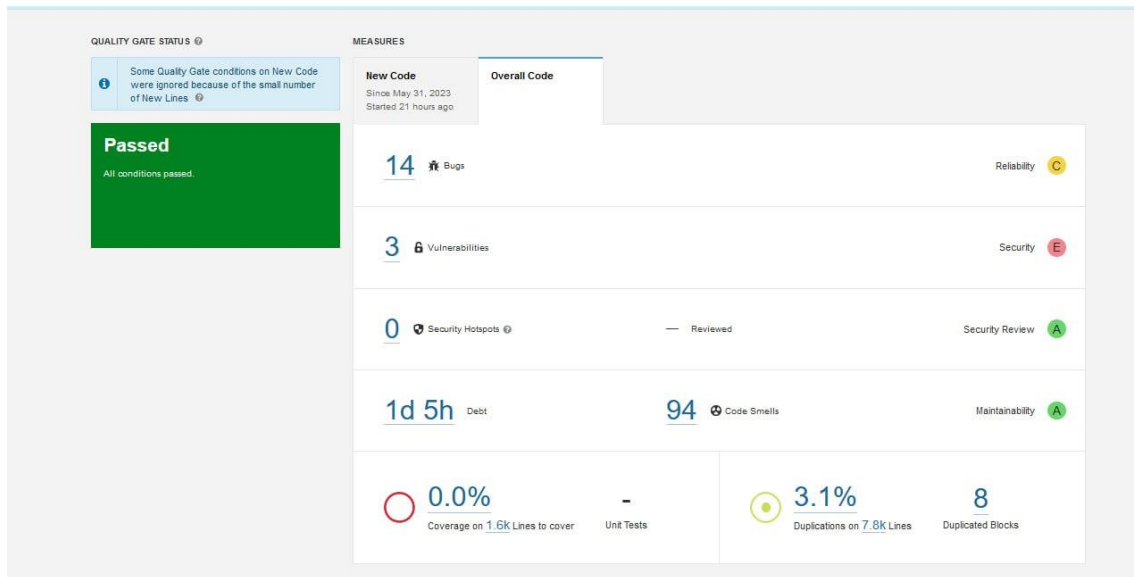 QUALITY GATE STATUS
MEASURES
Some Quality Gate conditions on New Code
were ignored because of the small number
of New Lines
Passed
All conditions passed.
New Code
Since May 31, 2023
Started 21 hours ago
Overall Code
14 Bugs
Reliability C
3 Vulnerabilities
Security E
0 Security Hotspots
— Reviewed
Security Review A
1d 5h Debt
94 Code Smells
Maintainability A
0.0%
Coverage on 1.6k Lines to cover
-
Unit Tests
3.1%
Duplications on 7.8k Lines
8
Duplicated Blocks